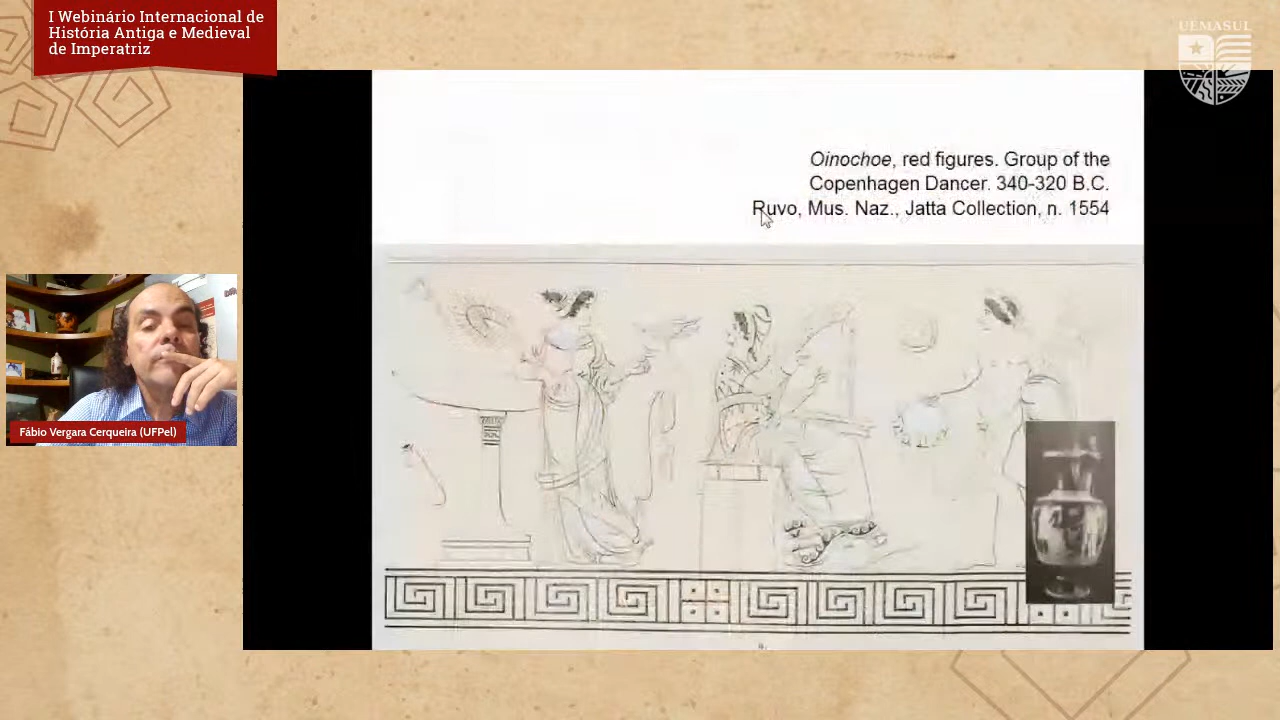 I Webinário Internacional de
História Antiga e Medieval
de Imperatriz
UEMASUL
Oinochoe, red figures. Group of the
Copenhagen Dancer. 340-320 B.C.
Ruvo, Mus. Naz., Jatta Collection, n. 1554
Fábio Vergara Cerqueira (UFPel)